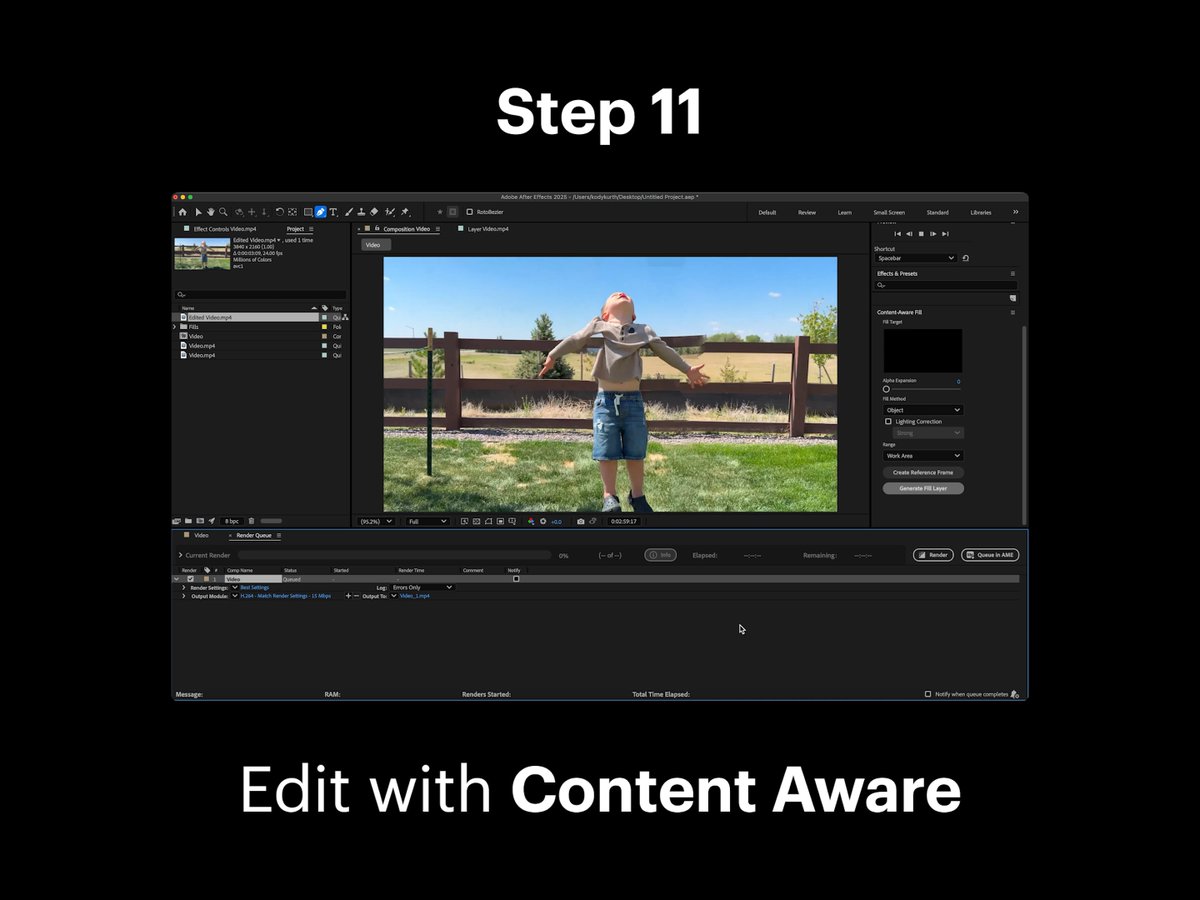 Step 11
Adobe After Effects 2025 - /Users/kodykurth/Desktop/Untitled Project.aep *
RotoBezier
Default Review Learn Small Screen Standard Libraries
Effect Controls Video.mp4 Project
Composition Video Layer Video.mp4
Video
Edited Video.mp4 , used 1 time
3840 x 2160 (1.00)
Δ 0:00:03:09, 24.00 fps
Millions of Colors
avc1
Name Type
Edited Video.mp4 Qu
Fills Fol
Video Cor
Video.mp4 Qui
Video.mp4 Qui
Shortcut
Spacebar
Effects & Presets
Content-Aware Fill
Fill Target
Alpha Expansion 0
Fill Method
Object
Lighting Correction
Strong
Range
Work Area
Create Reference Frame
Generate Fill Layer
8 bpc
(95.2%) Full +0.0 0:02:59:17
Video Render Queue
Current Render 0% (-- of --) Info Elapsed: --:--:-- Remaining: --:--:-- Render Queue in AME
Render # Comp Name Status Started Render Time Comment Notify
1 Video Queued - -
Render Settings: Best Settings Log: Errors Only
Output Module: H.264 - Match Render Settings - 15 Mbps Output To: Video_1.mp4
Message: RAM: Renders Started: Total Time Elapsed: Notify when queue completes
Edit with Content Aware